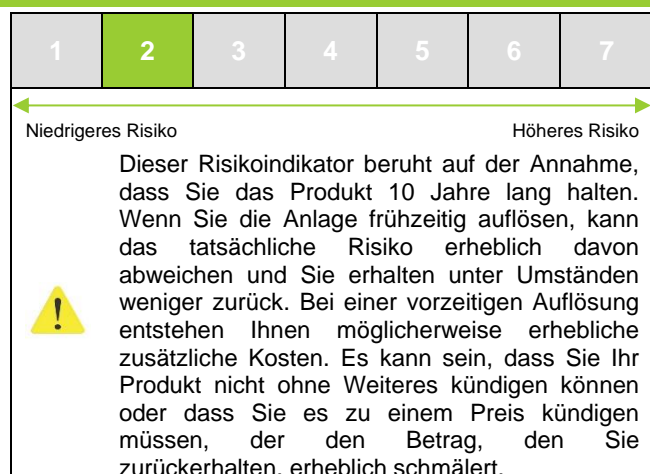 1 2 3 4 5 6 7
Niedrigeres Risiko Höheres Risiko
Dieser Risikoindikator beruht auf der Annahme,
dass Sie das Produkt 10 Jahre lang halten.
Wenn Sie die Anlage frühzeitig auflösen, kann
das tatsächliche Risiko erheblich davon
abweichen und Sie erhalten unter Umständen
weniger zurück. Bei einer vorzeitigen Auflösung
entstehen Ihnen möglicherweise erhebliche
zusätzliche Kosten. Es kann sein, dass Sie Ihr
Produkt nicht ohne Weiteres kündigen können
oder dass Sie es zu einem Preis kündigen
müssen, der den Betrag, den Sie
zurückerhalten, erheblich schmälert.